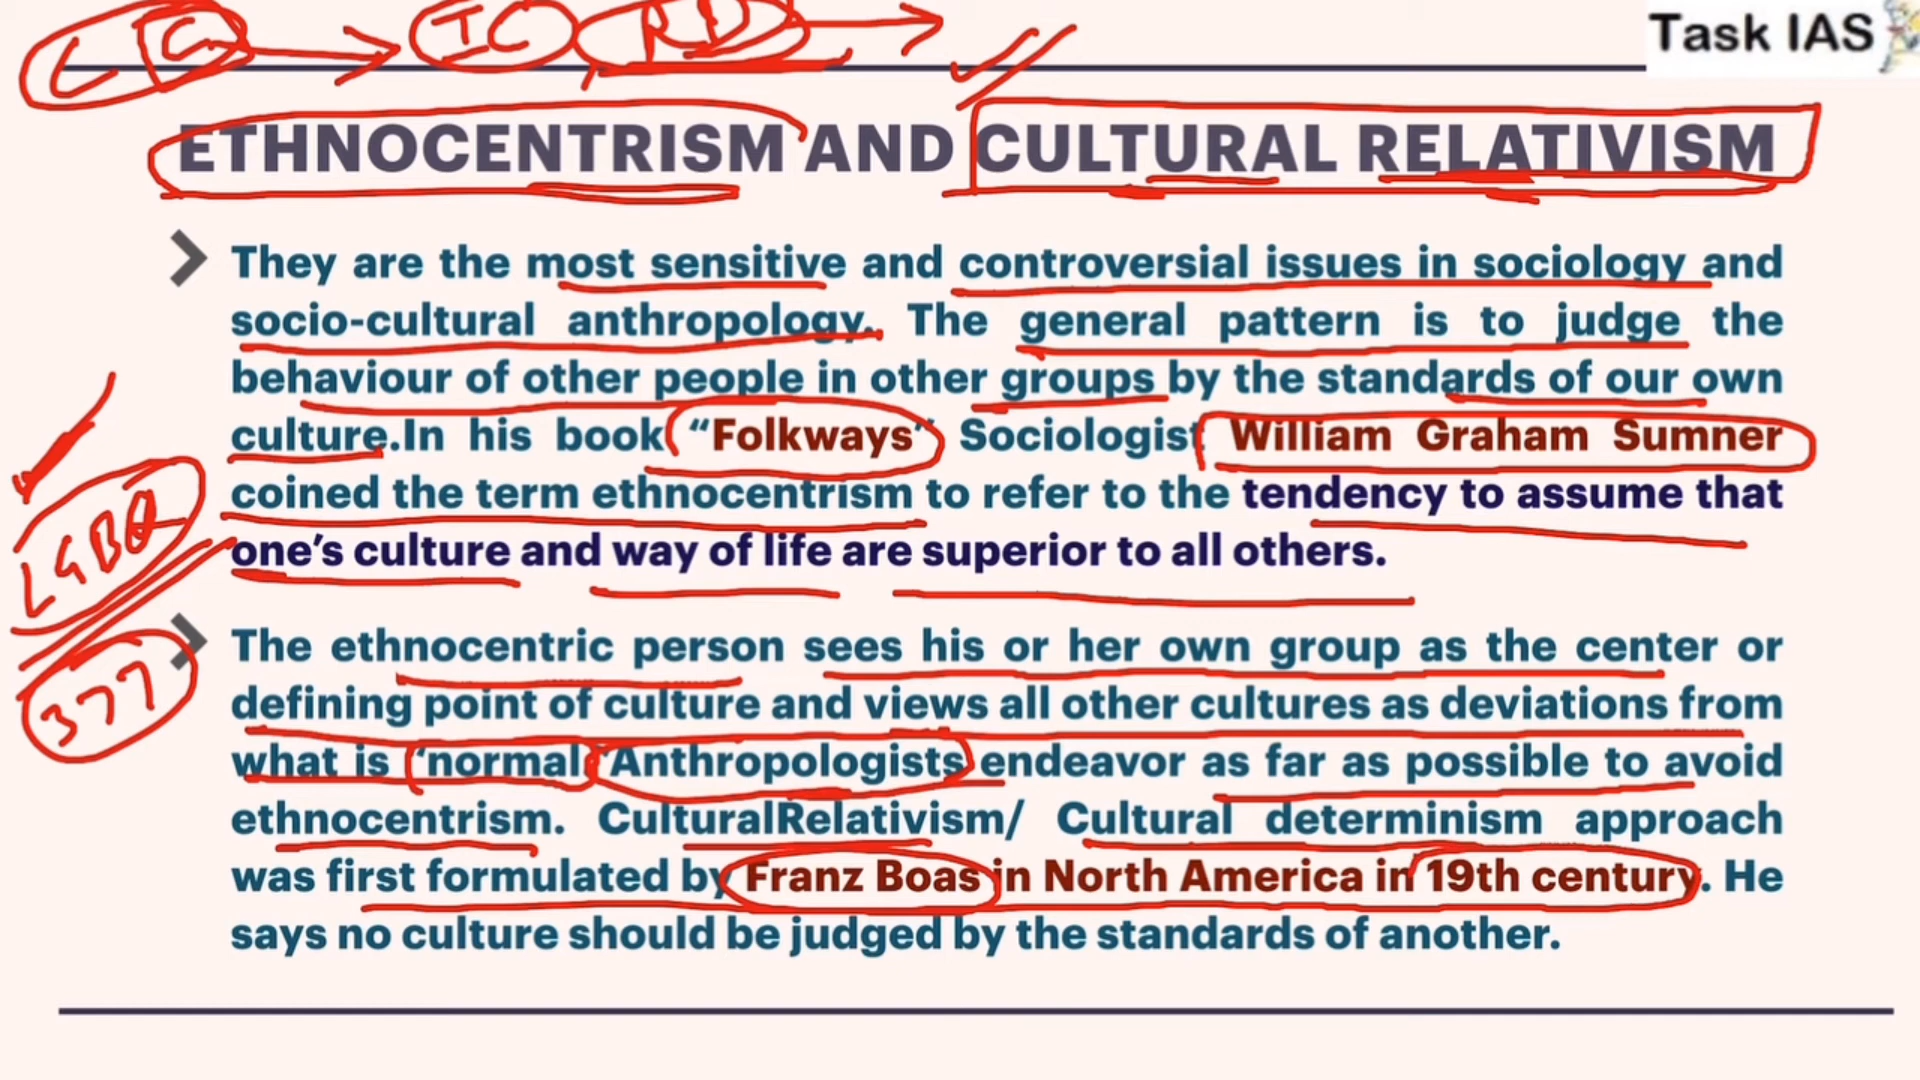 LC IC RD
Task IAS
ETHNOCENTRISM AND CULTURAL RELATIVISM
They are the most sensitive and controversial issues in sociology and
socio-cultural anthropology. The general pattern is to judge the
behaviour of other people in other groups by the standards of our own
culture.In his book “Folkways” Sociologist William Graham Sumner
coined the term ethnocentrism to refer to the tendency to assume that
one’s culture and way of life are superior to all others.
LGBQ
The ethnocentric person sees his or her own group as the center or
defining point of culture and views all other cultures as deviations from
377
what is ‘normal’ Anthropologists endeavor as far as possible to avoid
ethnocentrism. CulturalRelativism/ Cultural determinism approach
was first formulated by Franz Boas in North America in 19th century. He
says no culture should be judged by the standards of another.